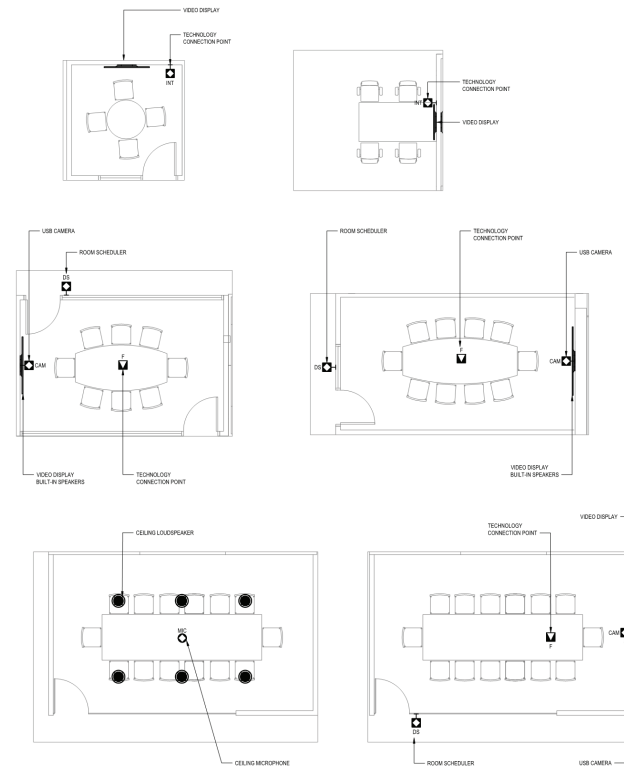 VIDEO DISPLAY
TECHNOLOGY
CONNECTION POINT
INT
TECHNOLOGY
CONNECTION POINT
INT
VIDEO DISPLAY
USB CAMERA
ROOM SCHEDULER
DS
F
CAM
VIDEO DISPLAY
BUILT-IN SPEAKERS
TECHNOLOGY
CONNECTION POINT
ROOM SCHEDULER
TECHNOLOGY
CONNECTION POINT
USB CAMERA
F
DS
CAM
VIDEO DISPLAY
BUILT-IN SPEAKERS
CEILING LOUDSPEAKER
MIC
CEILING MICROPHONE
VIDEO DISPLAY
TECHNOLOGY
CONNECTION POINT
CAM
F
DS
ROOM SCHEDULER
USB CAMERA